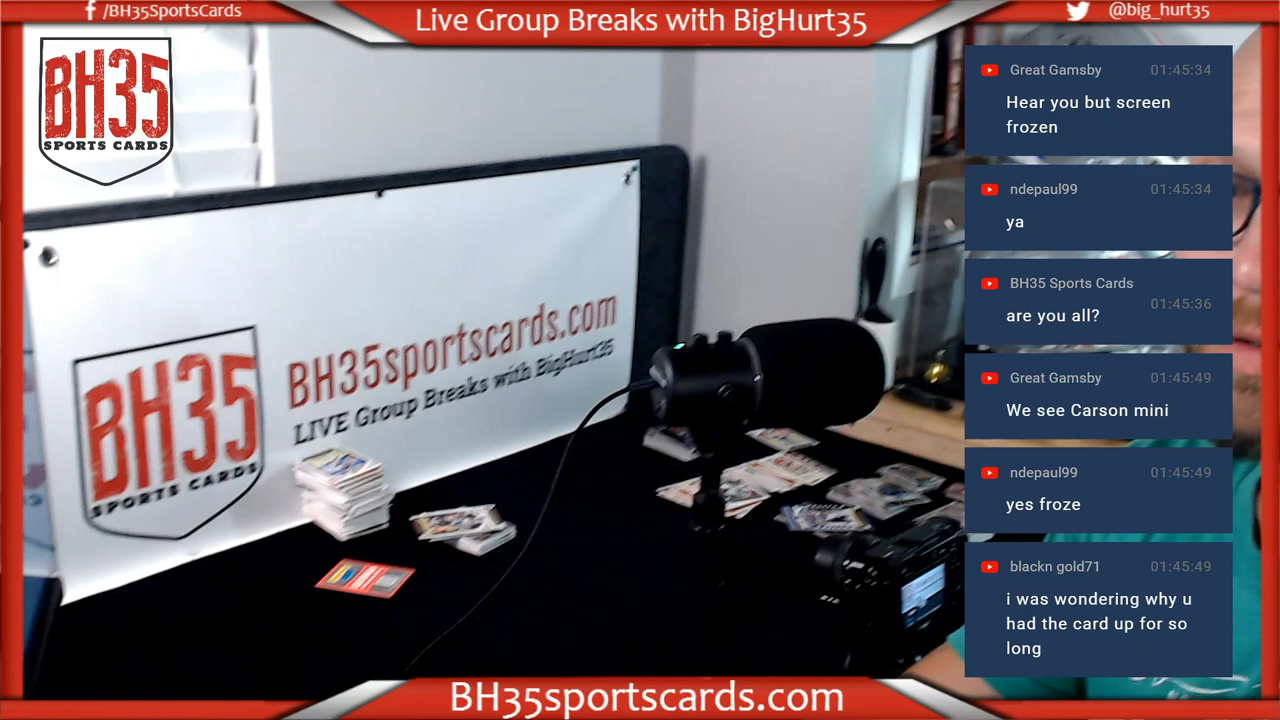 /BH35SportsCards
Live Group Breaks with BigHurt35
@big_hurt35
BH35
SPORTS CARDS
Great Gamsby 01:45:34
Hear you but screen
frozen
ndepaul99 01:45:34
ya
BH35 Sports Cards
are you all? 01:45:36
Great Gamsby 01:45:49
We see Carson mini
ndepaul99 01:45:49
yes froze
blackn gold71 01:45:49
i was wondering why u
had the card up for so
long
BH35
SPORTS CARDS
BH35sportscards.com
LIVE Group Breaks with BigHurt35
BH35sportscards.com